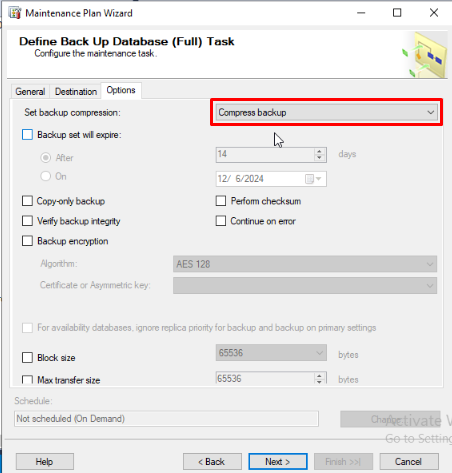 Maintenance Plan Wizard
Define Back Up Database (Full) Task
Configure the maintenance task.
General Destination Options
Set backup compression: Compress backup
Backup set will expire:
After 14 days
On 12/ 6/2024
Copy-only backup Perform checksum
Verify backup integrity Continue on error
Backup encryption
Algorithm: AES 128
Certificate or Asymmetric key:
For availability databases, ignore replica priority for backup and backup on primary settings
Block size 65536 bytes
Max transfer size 65536 bytes
Schedule:
Not scheduled (On Demand)
Activate
Go to Setting
Help < Back Next > Finish >>| Cancel